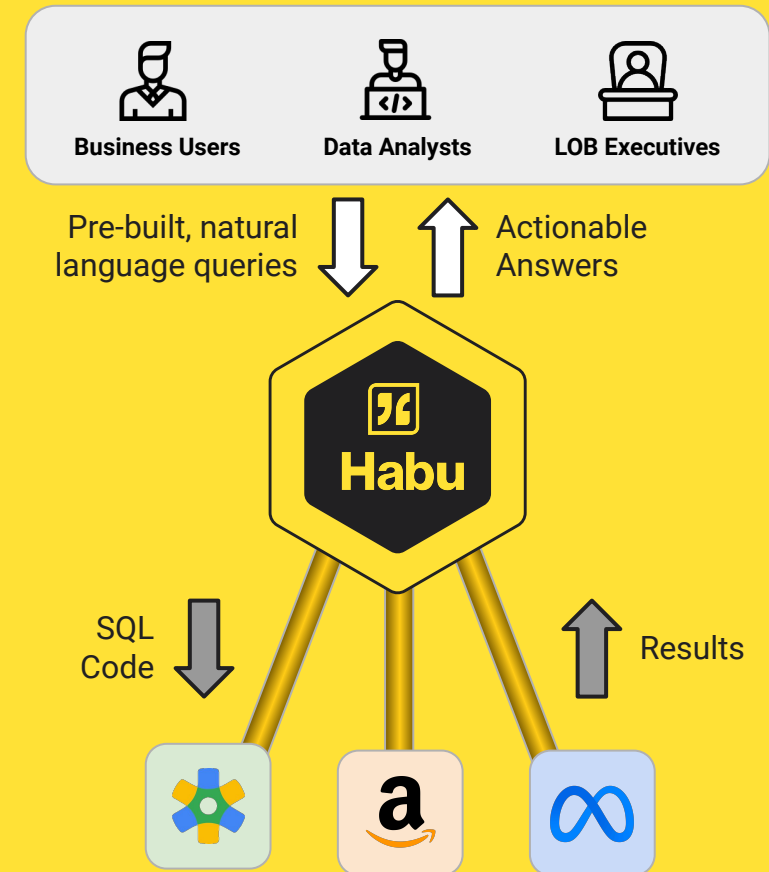 Business Users
Data Analysts
LOB Executives
Pre-built, natural
language queries
Actionable
Answers
Habu
SQL
Code
Results
a